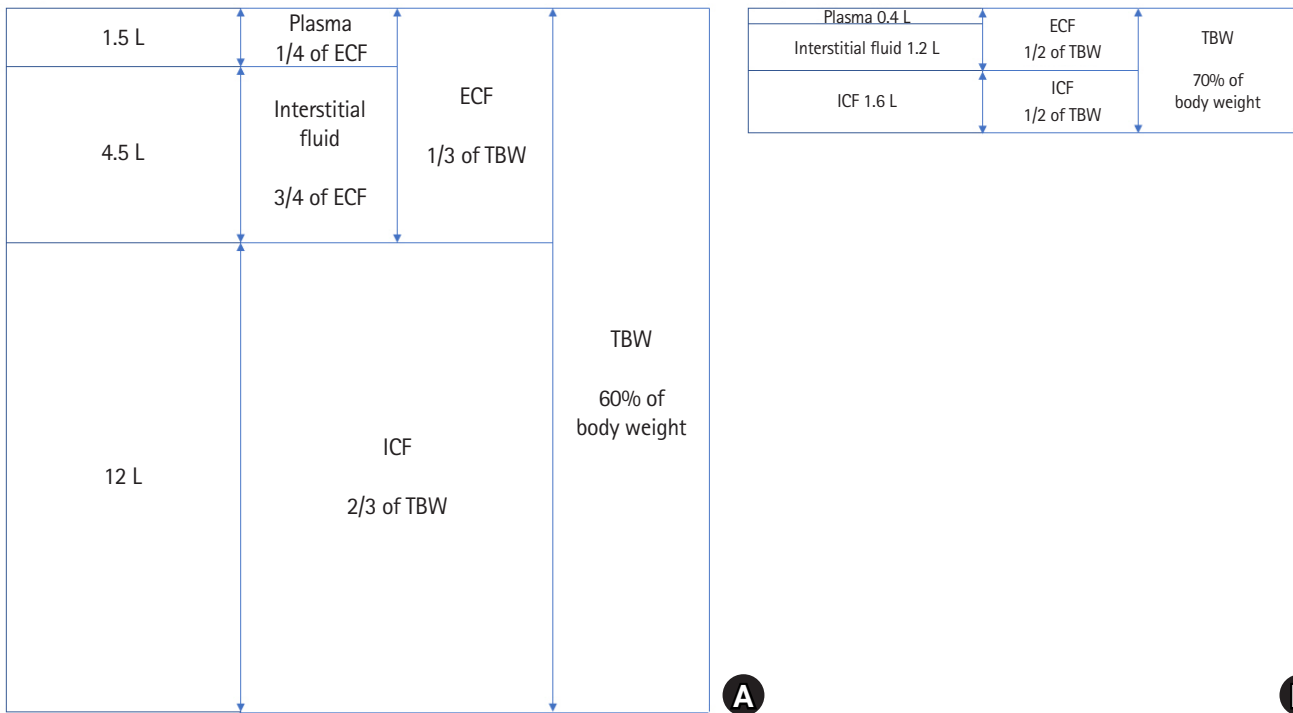 1.5 L
Plasma
1/4 of ECF
4.5 L
Interstitial
fluid
3/4 of ECF
ECF
1/3 of TBW
12 L
ICF
2/3 of TBW
TBW
60% of
body weight
A
Plasma 0.4 L
Interstitial fluid 1.2 L
ICF 1.6 L
ECF
1/2 of TBW
ICF
1/2 of TBW
TBW
70% of
body weight